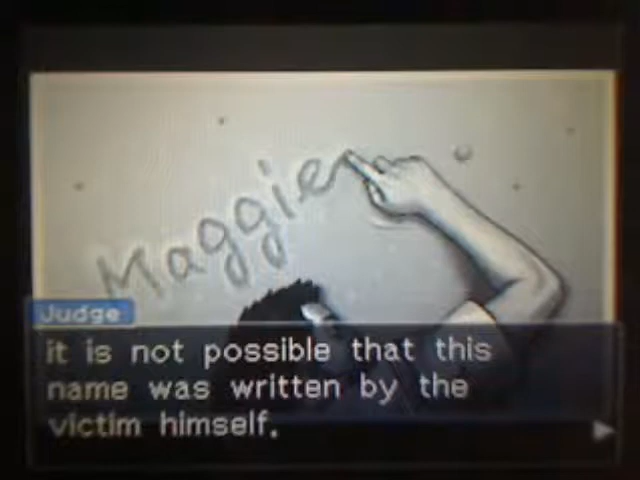 Maggie
Judge
it is not possible that this
name was written by the
victim himself.